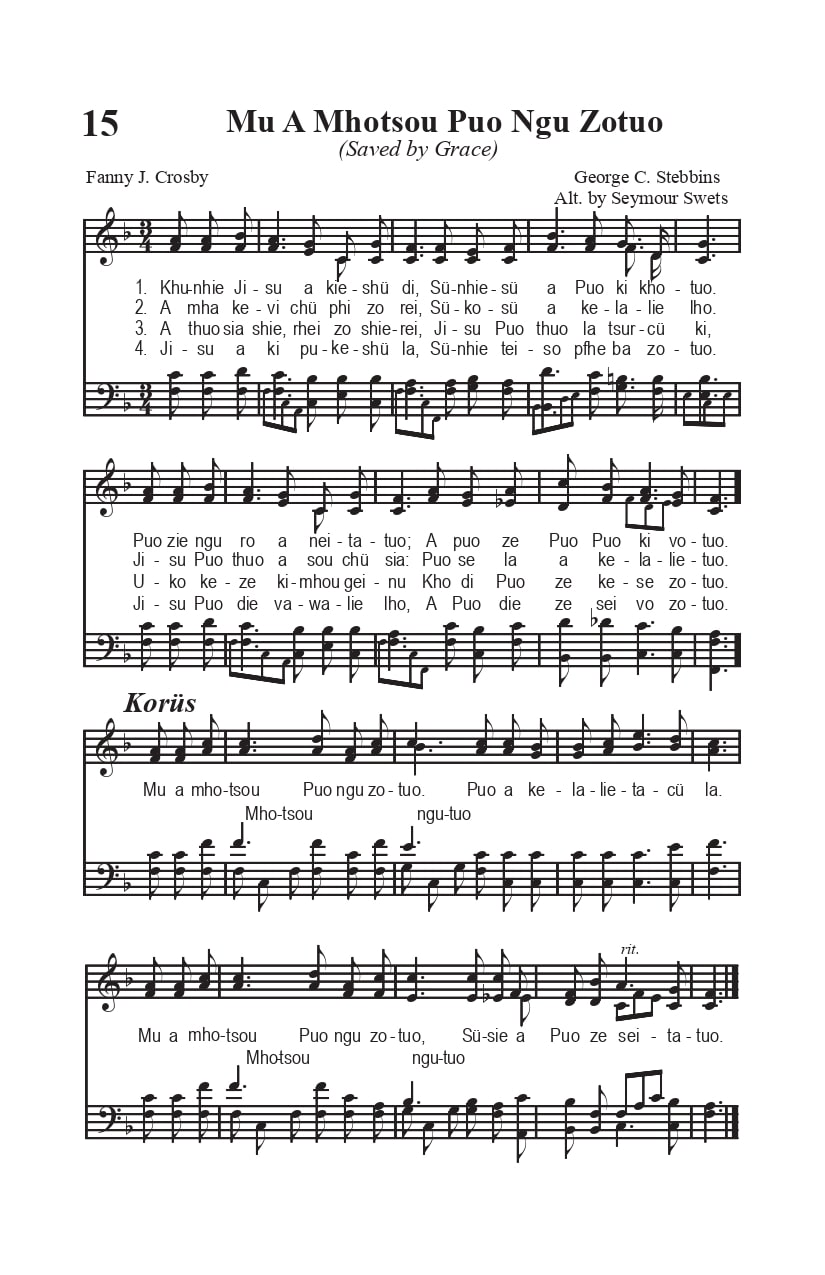 15 Mu A Mhotsou Puo Ngu Zotuo
(Saved by Grace)
Fanny J. Crosby George C. Stebbins
Alt. by Seymour Swets
1. Khu-nhie Ji - su a kie - shü di, Sü-nhie-sü a Puo ki kho - tuo.
2. A mha ke - vi chü phi zo rei, Sü-ko-sü a ke - la - lie lho.
3. A thuo sia shie, rhei zo shie-rei, Ji - su Puo thuo la tsur-cü ki,
4. Ji - su a ki pu - ke-shü la, Sü-nhie tei - so pfhe ba zo - tuo.
Puo zie ngu ro a nei - ta - tuo; A puo ze Puo Puo ki vo - tuo.
Ji - su Puo thuo a sou chü sia: Puo se la a ke - la - lie - tuo.
U - ko ke - ze ki-mhou gei - nu Kho di Puo ze ke - se zo - tuo.
Ji - su Puo die va - wa - lie lho, A Puo die ze sei vo zo - tuo.
Korüs
Mu a mho-tsou Puo ngu zo-tuo. Puo a ke - la - lie - ta - cü la.
Mho-tsou ngu-tuo
rit.
Mu a mho-tsou Puo ngu zo-tuo, Sü-sie a Puo ze sei - ta - tuo.
Mho-tsou ngu-tuo